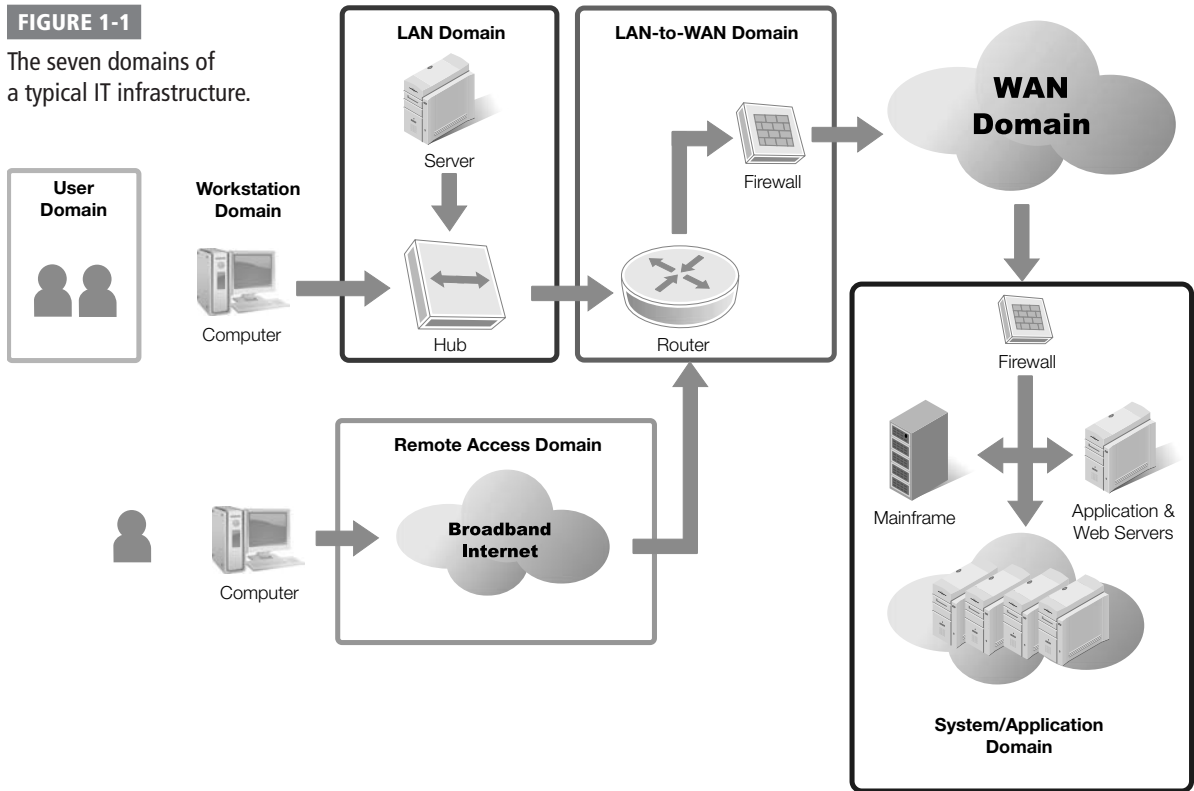 FIGURE 1-1
The seven domains of
a typical IT infrastructure.
User
Domain
Workstation
Domain
Computer
LAN Domain
Server
Hub
LAN-to-WAN Domain
Firewall
Router
WAN
Domain
Remote Access Domain
Broadband
Internet
Computer
Firewall
Mainframe
Application &
Web Servers
System/Application
Domain